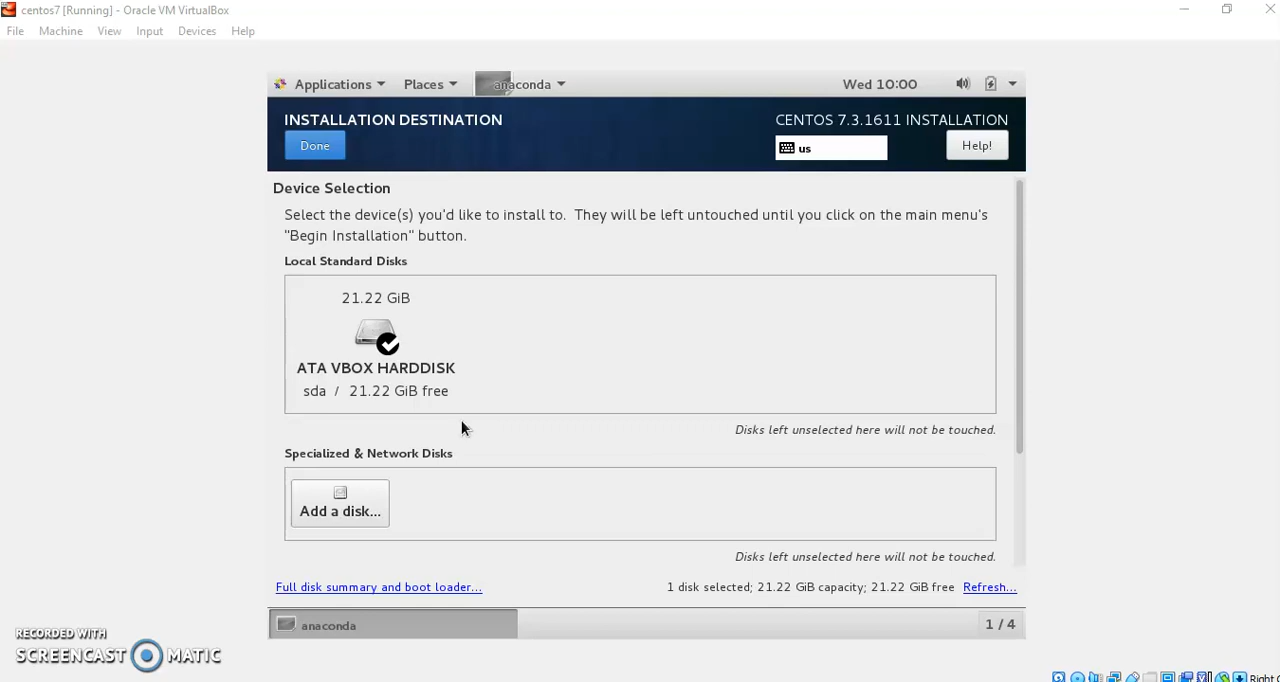 centos7 [Running] - Oracle VM VirtualBox
File Machine View Input Devices Help
Applications Places anaconda Wed 10:00
INSTALLATION DESTINATION CENTOS 7.3.1611 INSTALLATION
Done us Help!
Device Selection
Select the device(s) you'd like to install to. They will be left untouched until you click on the main menu's
"Begin Installation" button.
Local Standard Disks
21.22 GiB
ATA VBOX HARDDISK
sda / 21.22 GiB free
Disks left unselected here will not be touched.
Specialized & Network Disks
Add a disk...
Disks left unselected here will not be touched.
Full disk summary and boot loader... 1 disk selected; 21.22 GiB capacity; 21.22 GiB free Refresh...
anaconda 1 / 4
RECORDED WITH
SCREENCAST MATIC
Right